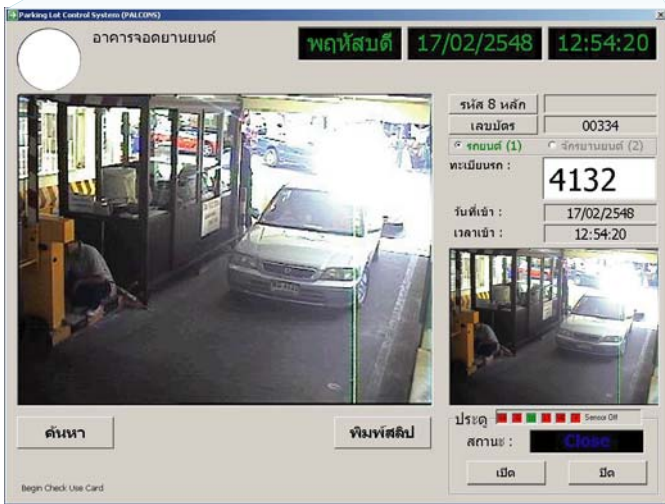 Parking Lot Control System (PALCONS)
อาคารจอดยานยนต์
พฤหัสบดี 17/02/2548 12:54:20
รหัส 8 หลัก
เลขบัตร 00334
รถยนต์ (1) จักรยานยนต์ (2)
ทะเบียนรถ : 4132
วันที่เข้า : 17/02/2548
เวลาเข้า : 12:54:20
ค้นหา
พิมพ์สลิป
ประตู Sensor Off
สถานะ : Close
เปิด ปิด
Begin Check Use Card